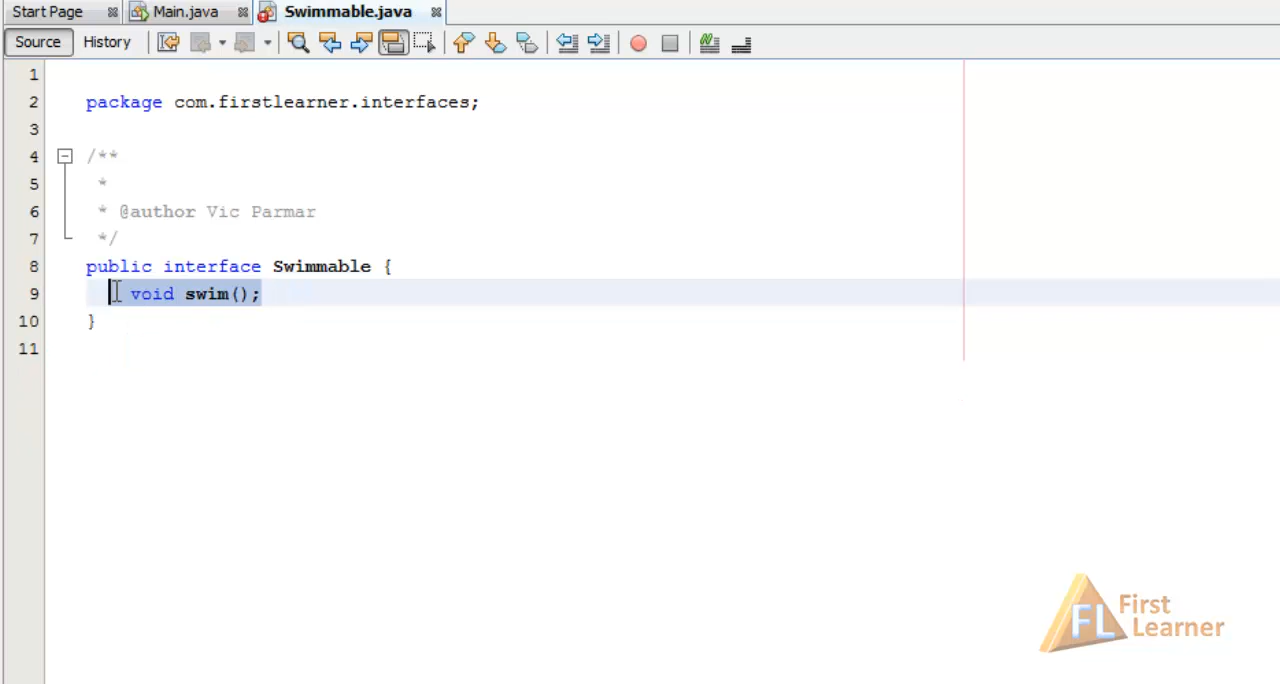 Start Page Main.java Swimmable.java
Source History
1
2 package com.firstlearner.interfaces;
3
4 /**
5 *
6 * @author Vic Parmar
7 */
8 public interface Swimmable {
9 void swim();
10 }
11
FL First
Learner